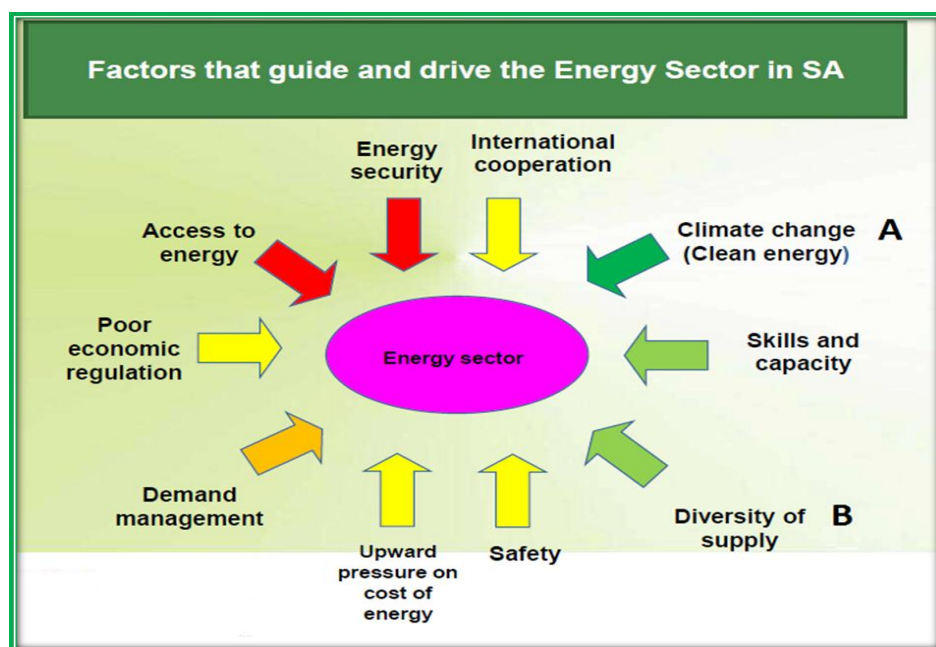 Factors that guide and drive the Energy Sector in SA
Energy
security
International
cooperation
Access to
energy
Climate change
(Clean energy)
A
Poor
economic
regulation
Energy sector
Skills and
capacity
Demand
management
Upward
pressure on
cost of
energy
Safety
Diversity of
supply
B